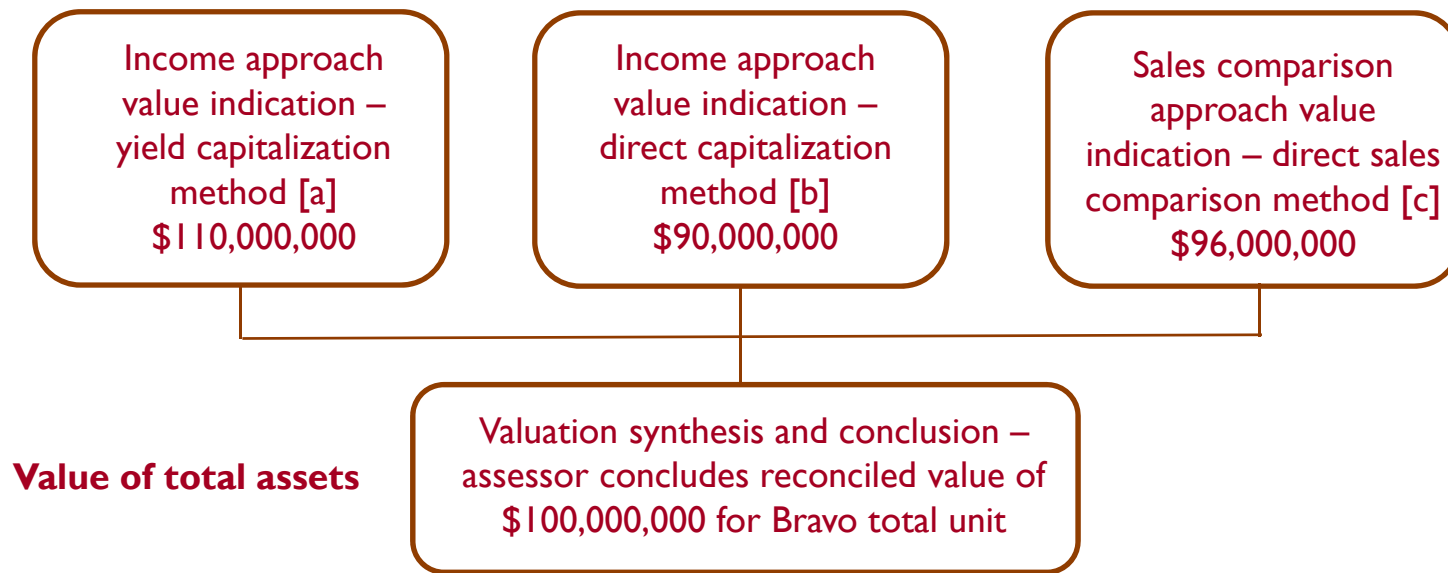 Income approach
value indication –
yield capitalization
method [a]
$110,000,000
Income approach
value indication –
direct capitalization
method [b]
$90,000,000
Sales comparison
approach value
indication – direct sales
comparison method [c]
$96,000,000
Value of total assets
Valuation synthesis and conclusion –
assessor concludes reconciled value of
$100,000,000 for Bravo total unit